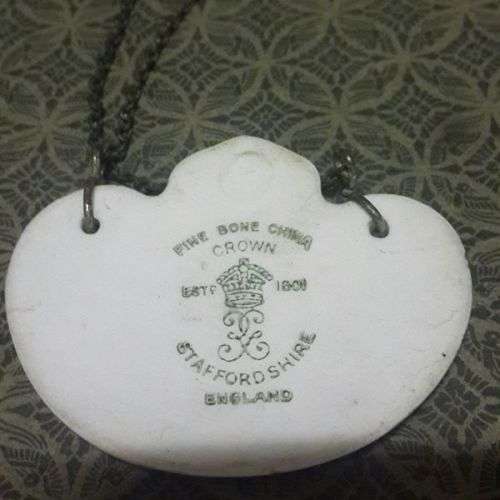 FINE BONE CHINA
CROWN
ESTD 1801
STAFFORDSHIRE
ENGLAND